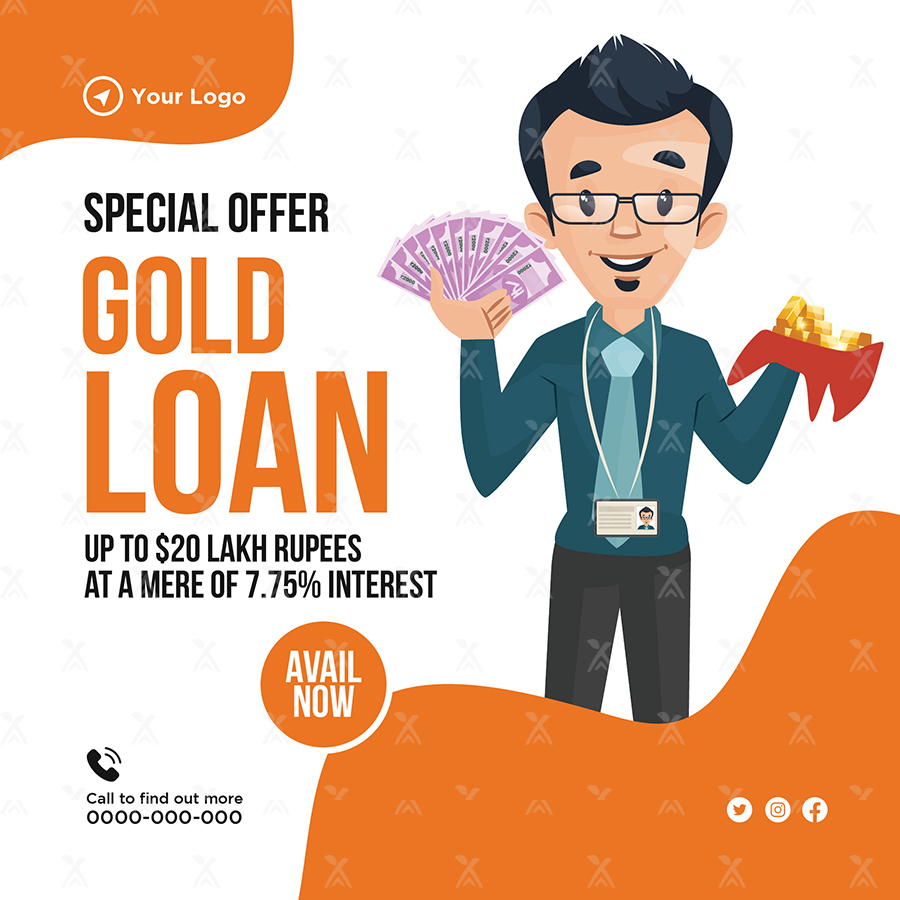 Your Logo
SPECIAL OFFER
GOLD
LOAN
UP TO $20 LAKH RUPEES
AT A MERE OF 7.75% INTEREST
AVAIL
NOW
Call to find out more
0000-000-000